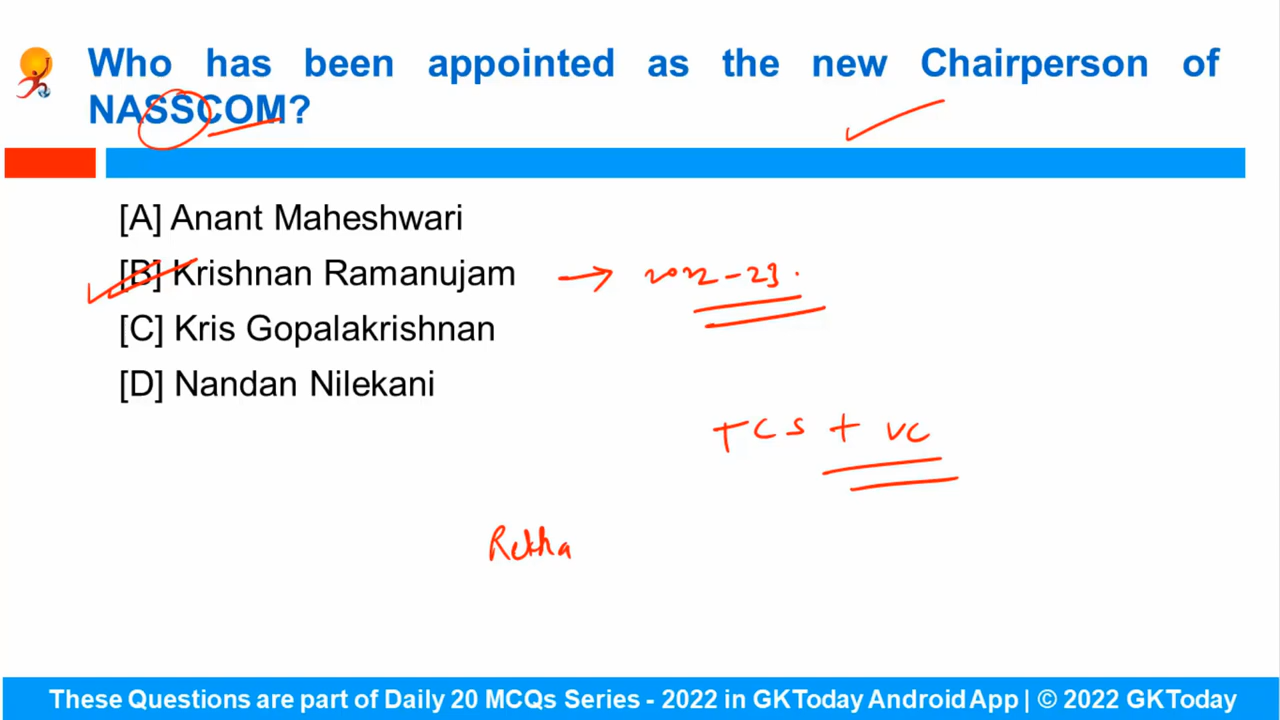 Who has been appointed as the new Chairperson of
NASSCOM?
[A] Anant Maheshwari
[B] Krishnan Ramanujam → 2022-23.
[C] Kris Gopalakrishnan
[D] Nandan Nilekani
TCS + VC
Rekha
These Questions are part of Daily 20 MCQs Series - 2022 in GKToday Android App | © 2022 GKToday